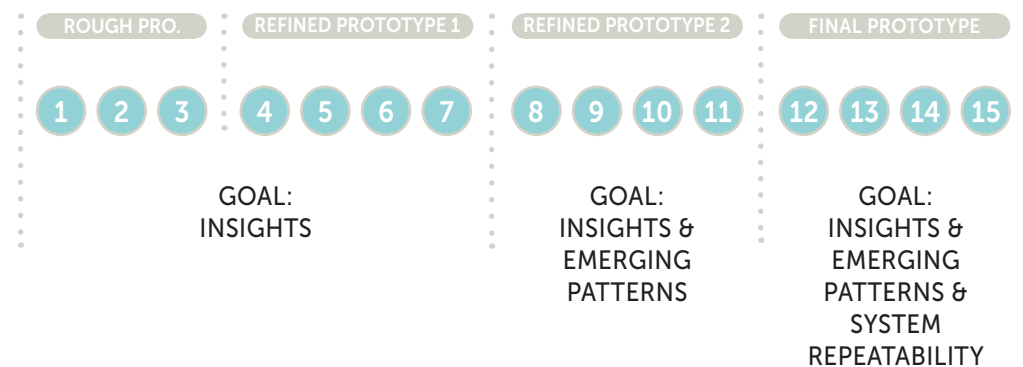 ROUGH PRO.
REFINED PROTOTYPE 1
REFINED PROTOTYPE 2
FINAL PROTOTYPE
1 2 3 4 5 6 7 8 9 10 11 12 13 14 15
GOAL:
INSIGHTS
GOAL:
INSIGHTS &
EMERGING
PATTERNS
GOAL:
INSIGHTS &
EMERGING
PATTERNS &
SYSTEM
REPEATABILITY